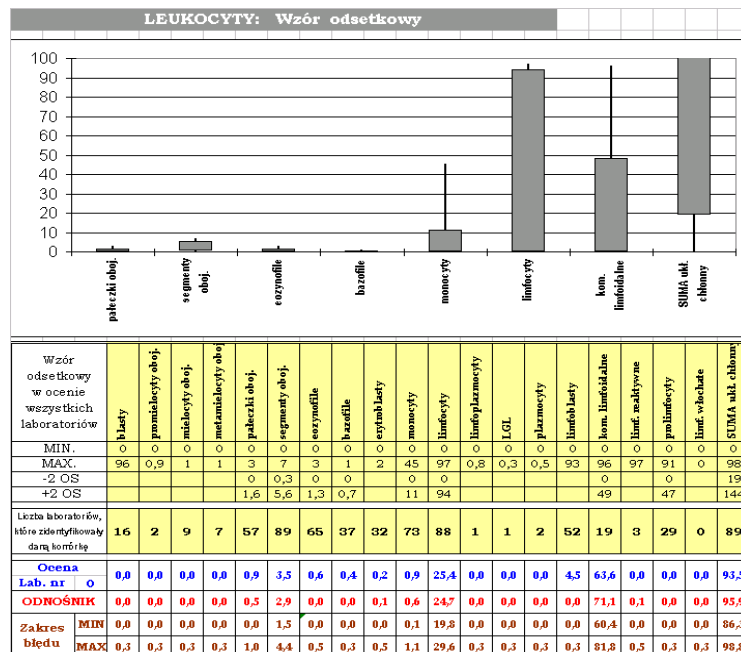 LEUKOCYTY: Wzór odsetkowy
100
90
80
70
60
50
40
30
20
10
0
pałeczki oboj.
segmenty oboj.
eozynofile
bazofile
monocyty
limfocyty
kom. limfoidalne
SUMA ukł. chłonny
Wzór odsetkowy w ocenie wszystkich laboratoriów
blasty promielocyty oboj. mielocyty oboj. metamielocyty oboj pałeczki oboj. segmenty oboj. eozynofile bazofile erytroblasty monocyty limfocyty limfoplazmocyty LGL plazmocyty limfoblasty kom. limfoidalne limf. reaktywne prolimfocyty limf. włochate SUMA ukł. chłonny
MIN. 0 0 0 0 0 0 0 0 0 0 0 0 0 0 0 0 0 0 0 0
MAX. 96 0,9 1 1 3 7 3 1 2 45 97 0,8 0,3 0,5 93 96 97 91 0 98
-2 OS 0 0,3 0 0 0 0 0 0 19
+2 OS 1,6 5,6 1,3 0,7 11 94 49 47 144
Liczba laboratoriów, które zidentyfikowały daną komórkę 16 2 9 7 57 89 65 37 32 73 88 1 1 2 52 19 3 29 0 89
Ocena
Lab. nr 0 0,0 0,0 0,0 0,0 0,9 3,5 0,6 0,4 0,2 0,9 25,4 0,0 0,0 0,0 4,5 63,6 0,0 0,0 0,0 93,5
ODNOŚNIK 0,0 0,0 0,0 0,0 0,5 2,9 0,0 0,0 0,1 0,6 24,7 0,0 0,0 0,0 0,0 71,1 0,1 0,0 0,0 95,9
Zakres błędu
MIN 0,0 0,0 0,0 0,0 0,0 1,5 0,0 0,0 0,0 0,1 19,8 0,0 0,0 0,0 0,0 60,4 0,0 0,0 0,0
MAX 0,3 0,3 0,3 0,3 1,0 4,4 0,5 0,3 0,5 1,1 29,6 0,3 0,3 0,3 0,3 81,8 0,5 0,3 0,3 98,8